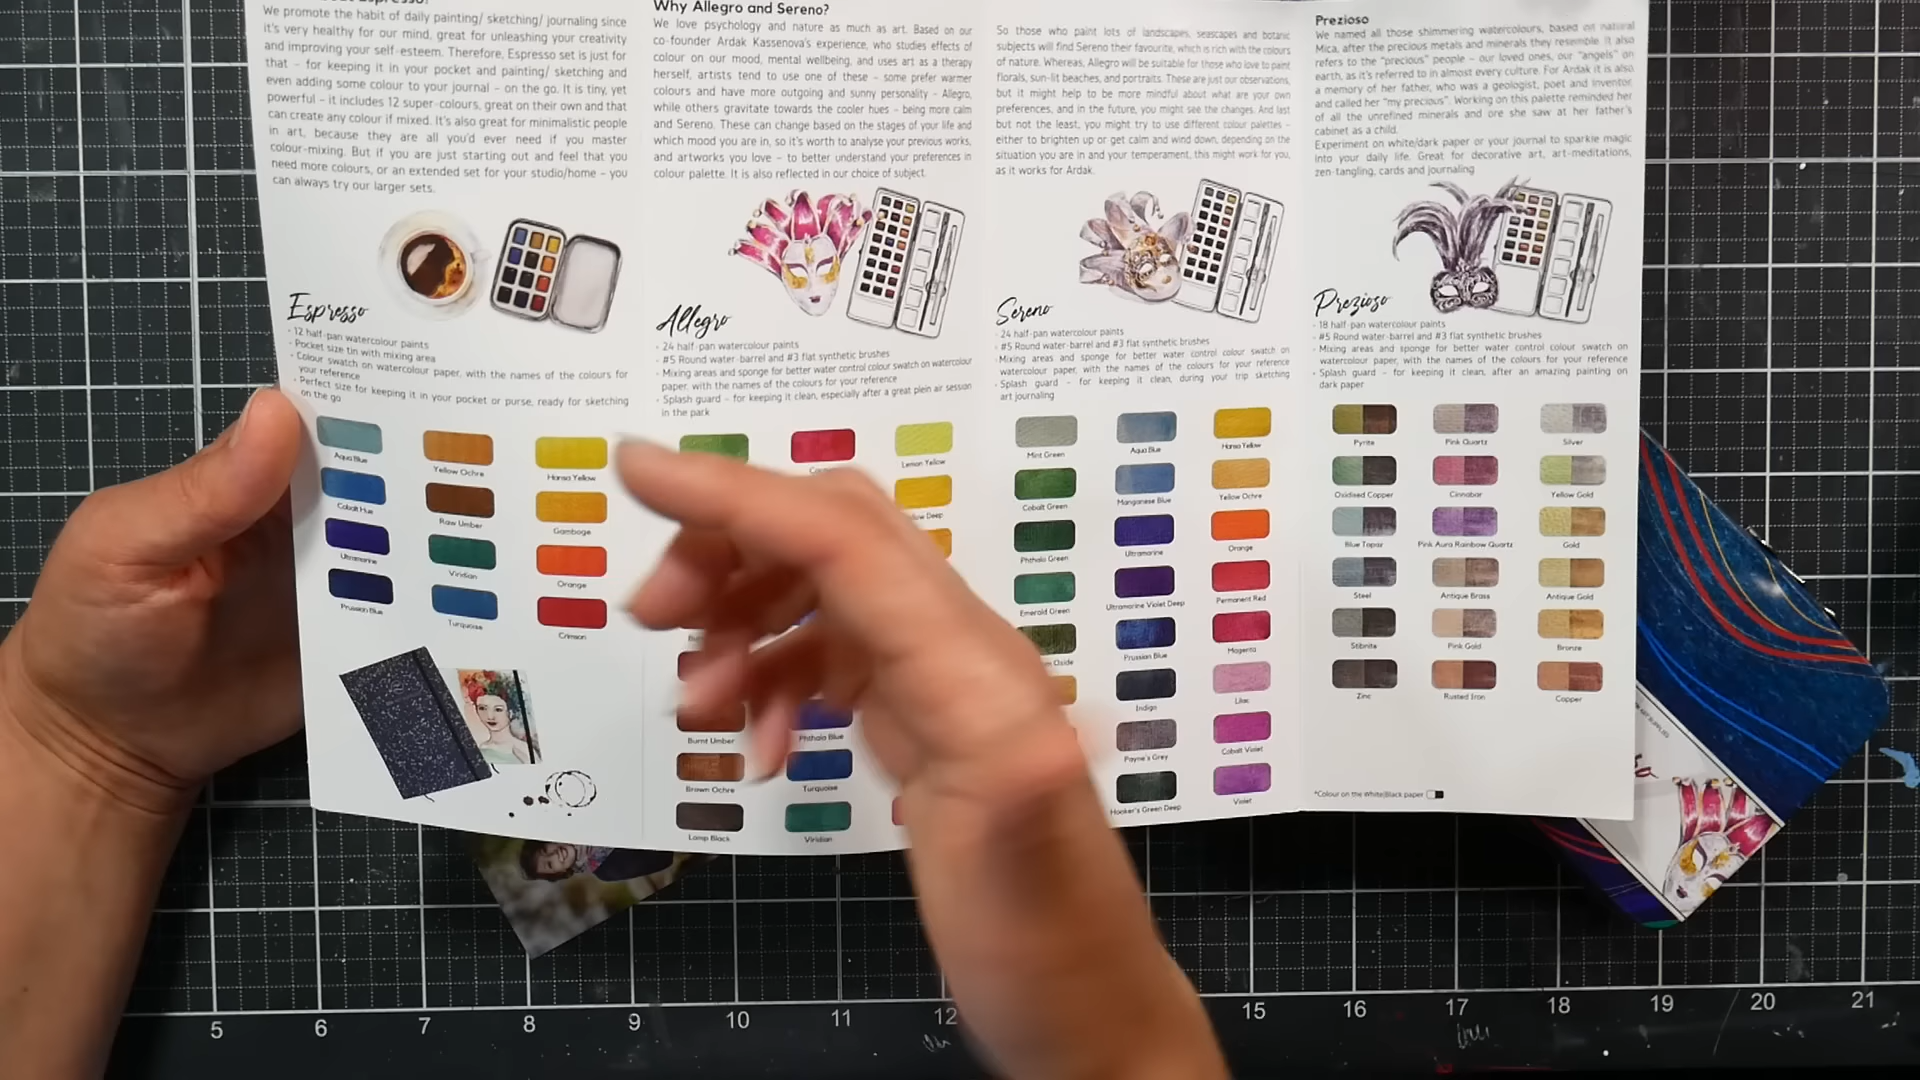 We promote the habit of daily painting/ sketching/ journaling since
it's very healthy for our mind, great for unleashing your creativity
and improving your self-esteem. Therefore, Espresso set is just for
that – for keeping it in your pocket and painting/ sketching and
even adding some colour to your journal – on the go. It is tiny, yet
powerful – it includes 12 super-colours, great on their own and that
can create any colour if mixed. It's also great for minimalistic people
in art, because they are all you'd ever need if you master
colour-mixing. But if you are just starting out and feel that you
need more colours, or an extended set for your studio/home – you
can always try our larger sets.
Espresso
· 12 half-pan watercolour paints
· Pocket size tin with mixing area
· Colour swatch on watercolour paper, with the names of the colours for
your reference
· Perfect size for keeping it in your pocket or purse, ready for sketching
on the go
Aqua Blue
Yellow Ochre
Hansa Yellow
Cobalt Hue
Raw Umber
Gamboge
Ultramarine
Viridian
Orange
Prussian Blue
Turquoise
Crimson
Why Allegro and Sereno?
We love psychology and nature as much as art. Based on our
co-founder Ardak Kassenova's experience, who studies effects of
colour on our mood, mental wellbeing, and uses art as a therapy
herself, artists tend to use one of these – some prefer warmer
colours and have more outgoing and sunny personality – Allegro,
while others gravitate towards the cooler hues – being more calm
and Sereno. These can change based on the stages of your life and
which mood you are in, so it's worth to analyse your previous works,
and artworks you love – to better understand your preferences in
colour palette. It is also reflected in our choice of subject.
Allegro
· 24 half-pan watercolour paints
· #5 Round water-barrel and #3 flat synthetic brushes
· Mixing areas and sponge for better water control colour swatch on watercolour
paper, with the names of the colours for your reference
· Splash guard – for keeping it clean, especially after a great plein air session
in the park
Lemon Yellow
Deep
Burnt Umber
Phthalo Blue
Brown Ochre
Turquoise
Lamp Black
Viridian
So those who paint lots of landscapes, seascapes and botanic
subjects will find Sereno their favourite, which is rich with the colours
of nature. Whereas, Allegro will be suitable for those who love to paint
florals, sun-lit beaches, and portraits. These are just our observations,
but it might help to be more mindful about what are your own
preferences, and in the future, you might see the changes. And last
but not the least, you might try to use different colour palettes –
either to brighten up or get calm and wind down, depending on the
situation you are in and your temperament, this might work for you,
as it works for Ardak.
Sereno
· 24 half-pan watercolour paints
· #5 Round water-barrel and #3 flat synthetic brushes
· Mixing areas and sponge for better water control colour swatch on
watercolour paper, with the names of the colours for your reference
· Splash guard – for keeping it clean, during your trip sketching
art journaling
Mint Green
Aqua Blue
Hansa Yellow
Cobalt Green
Manganese Blue
Yellow Ochre
Phthalo Green
Ultramarine
Orange
Emerald Green
Ultramarine Violet Deep
Permanent Red
Oxide
Prussian Blue
Magenta
Indigo
Lilac
Payne's Grey
Cobalt Violet
Hooker's Green Deep
Violet
Prezioso
We named all those shimmering watercolours, based on natural
Mica, after the precious metals and minerals they resemble. It also
refers to the "precious" people – our loved ones, our "angels" on
earth, as it's referred to in almost every culture. For Ardak it is also
a memory of her father, who was a geologist, poet and inventor
and called her "my precious". Working on this palette reminded her
of all the unrefined minerals and ore she saw at her father's
cabinet as a child.
Experiment on white/dark paper or your journal to sparkle magic
into your daily life. Great for decorative art, art-meditations,
zen-tangling, cards and journaling
Prezioso
· 18 half-pan watercolour paints
· #5 Round water-barrel and #3 flat synthetic brushes
· Mixing areas and sponge for better water control colour swatch on
watercolour paper, with the names of the colours for your reference
· Splash guard – for keeping it clean, after an amazing painting on
dark paper
Pyrite
Pink Quartz
Silver
Oxidised Copper
Cinnabar
Yellow Gold
Blue Topaz
Pink Aura Rainbow Quartz
Gold
Steel
Antique Brass
Antique Gold
Stibnite
Pink Gold
Bronze
Zinc
Rusted Iron
Copper
*Colour on the White/Black paper
5 6 7 8 9 10 11 12 15 16 17 18 19 20 21